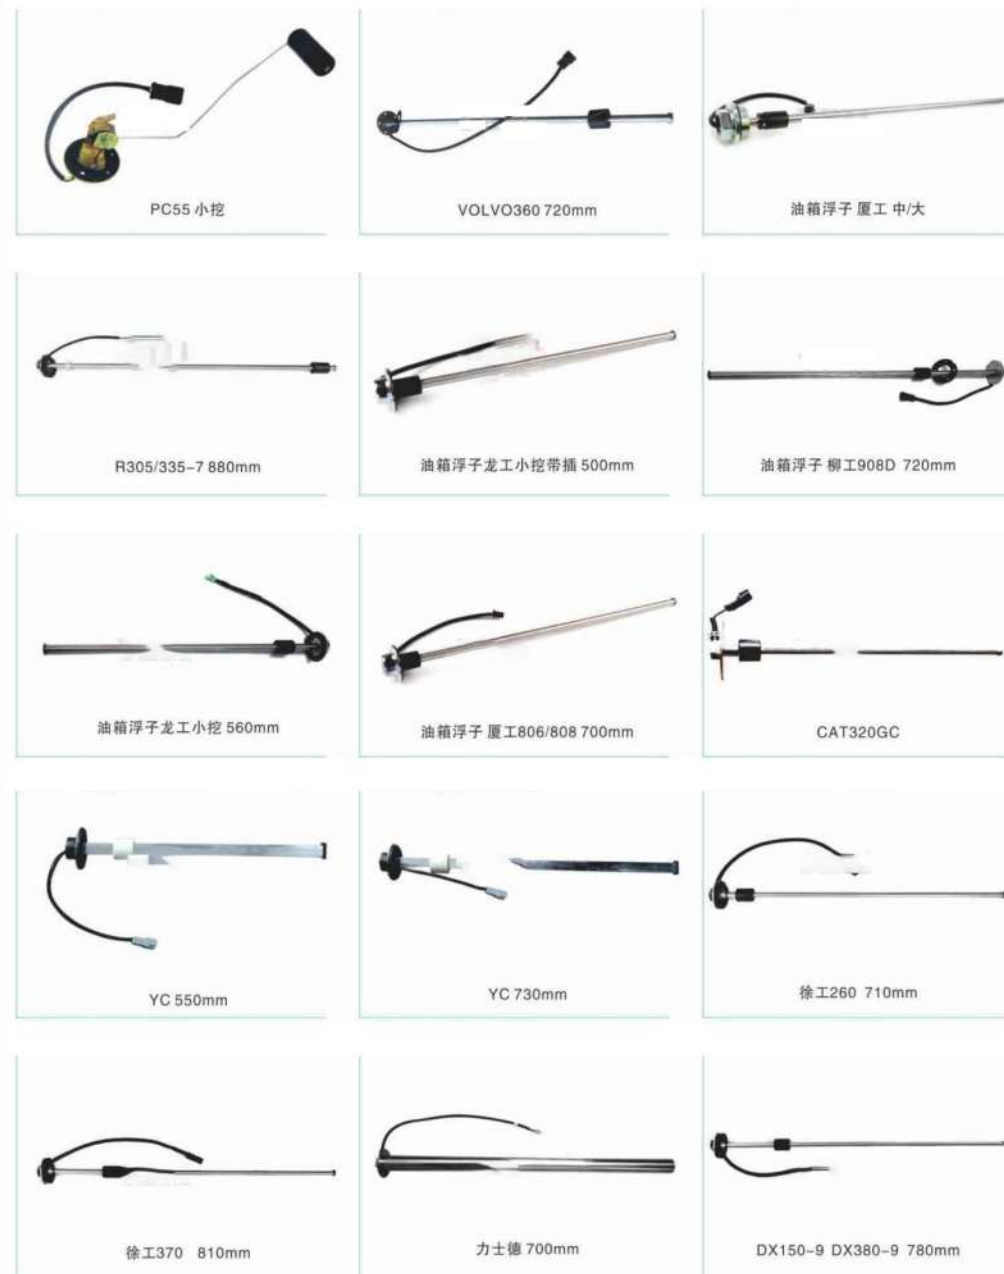 PC55 小挖
VOLVO360 720mm
油箱浮子 厦工 中/大
R305/335-7 880mm
油箱浮子龙工小挖带插 500mm
油箱浮子 柳工908D 720mm
油箱浮子龙工小挖 560mm
油箱浮子 厦工806/808 700mm
CAT320GC
YC 550mm
YC 730mm
徐工260 710mm
徐工370 810mm
力士德 700mm
DX150-9 DX380-9 780mm